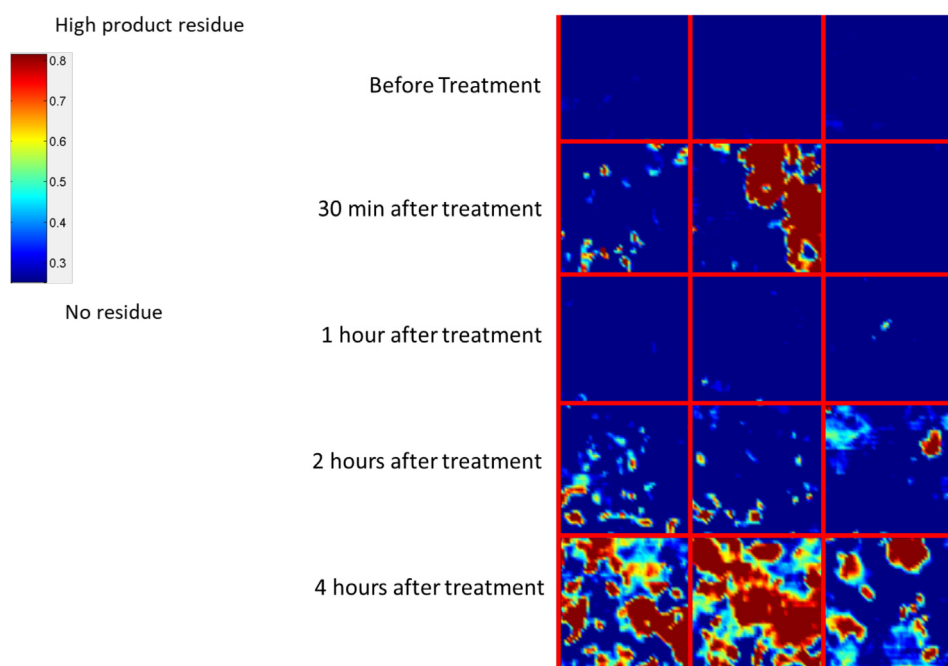 High product residue
0.8
0.7
0.6
0.5
0.4
0.3
No residue
Before Treatment
30 min after treatment
1 hour after treatment
2 hours after treatment
4 hours after treatment